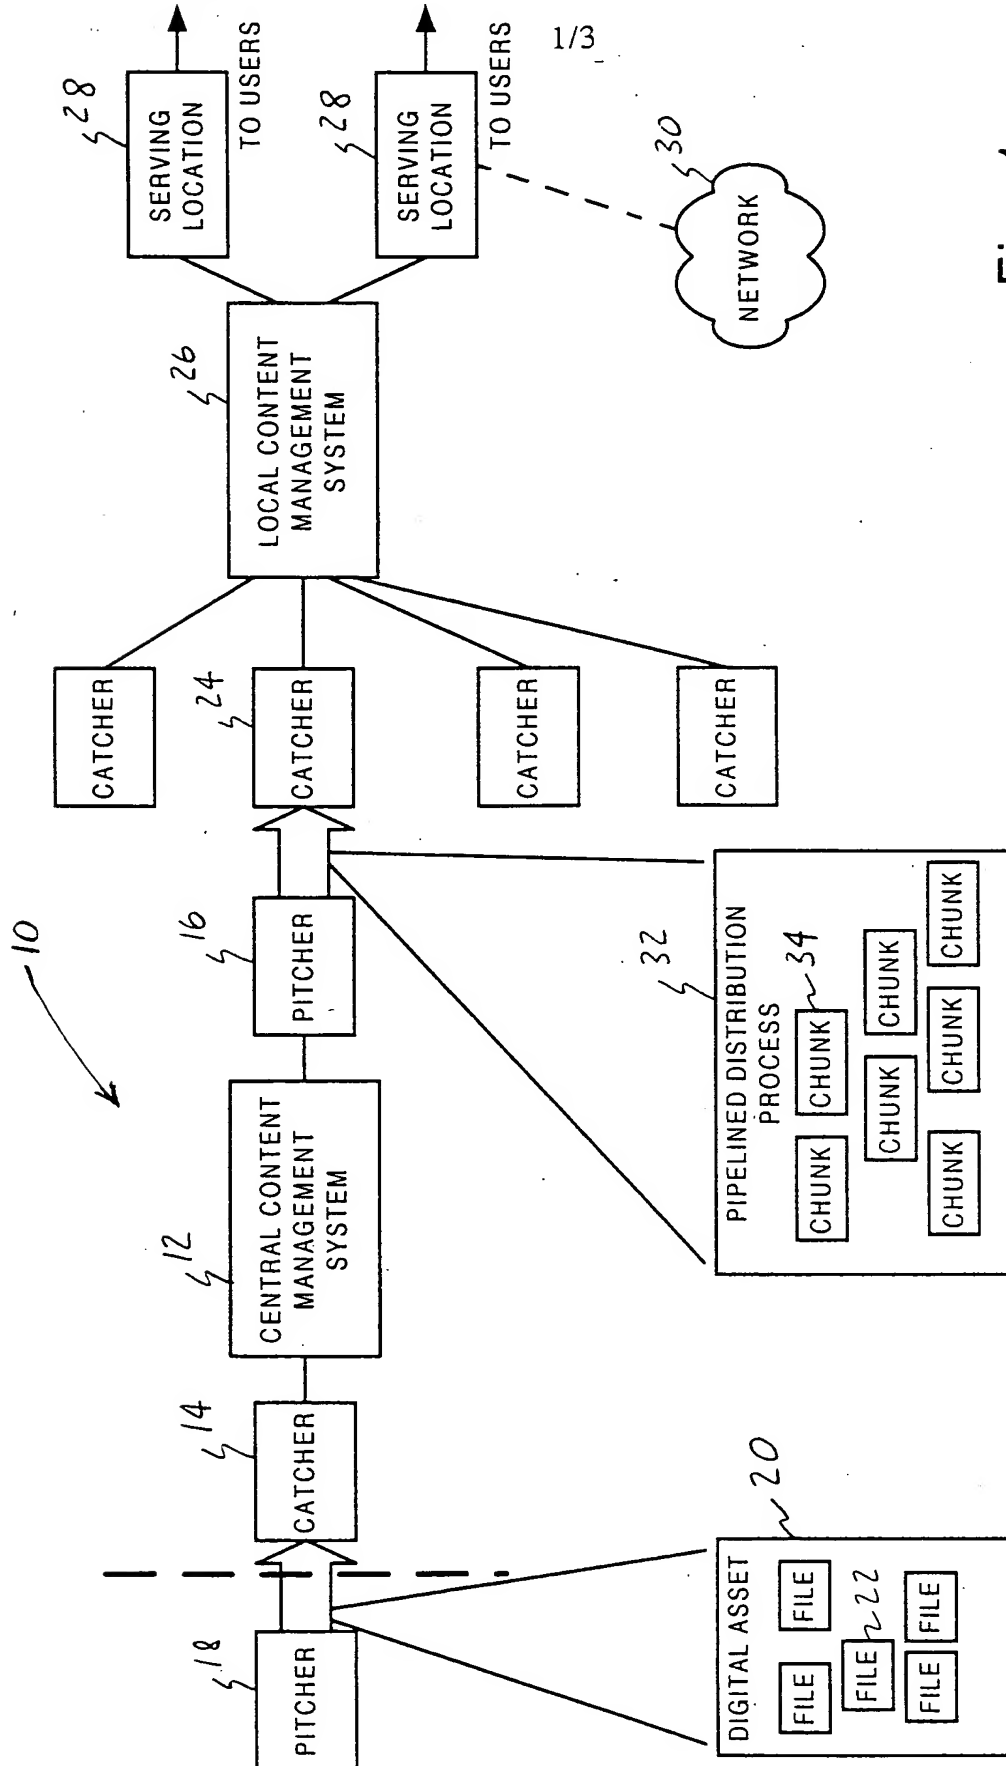 1/3
10
PITCHER
18
CATCHER
14
CENTRAL CONTENT
MANAGEMENT
SYSTEM
12
PITCHER
16
CATCHER
CATCHER
24
CATCHER
CATCHER
LOCAL CONTENT
MANAGEMENT
SYSTEM
26
SERVING
LOCATION
28
TO USERS
SERVING
LOCATION
28
TO USERS
NETWORK
30
DIGITAL ASSET
20
FILE
FILE
FILE
22
FILE
FILE
PIPELINED DISTRIBUTION
PROCESS
32
CHUNK
CHUNK
34
CHUNK
CHUNK
CHUNK
CHUNK
CHUNK